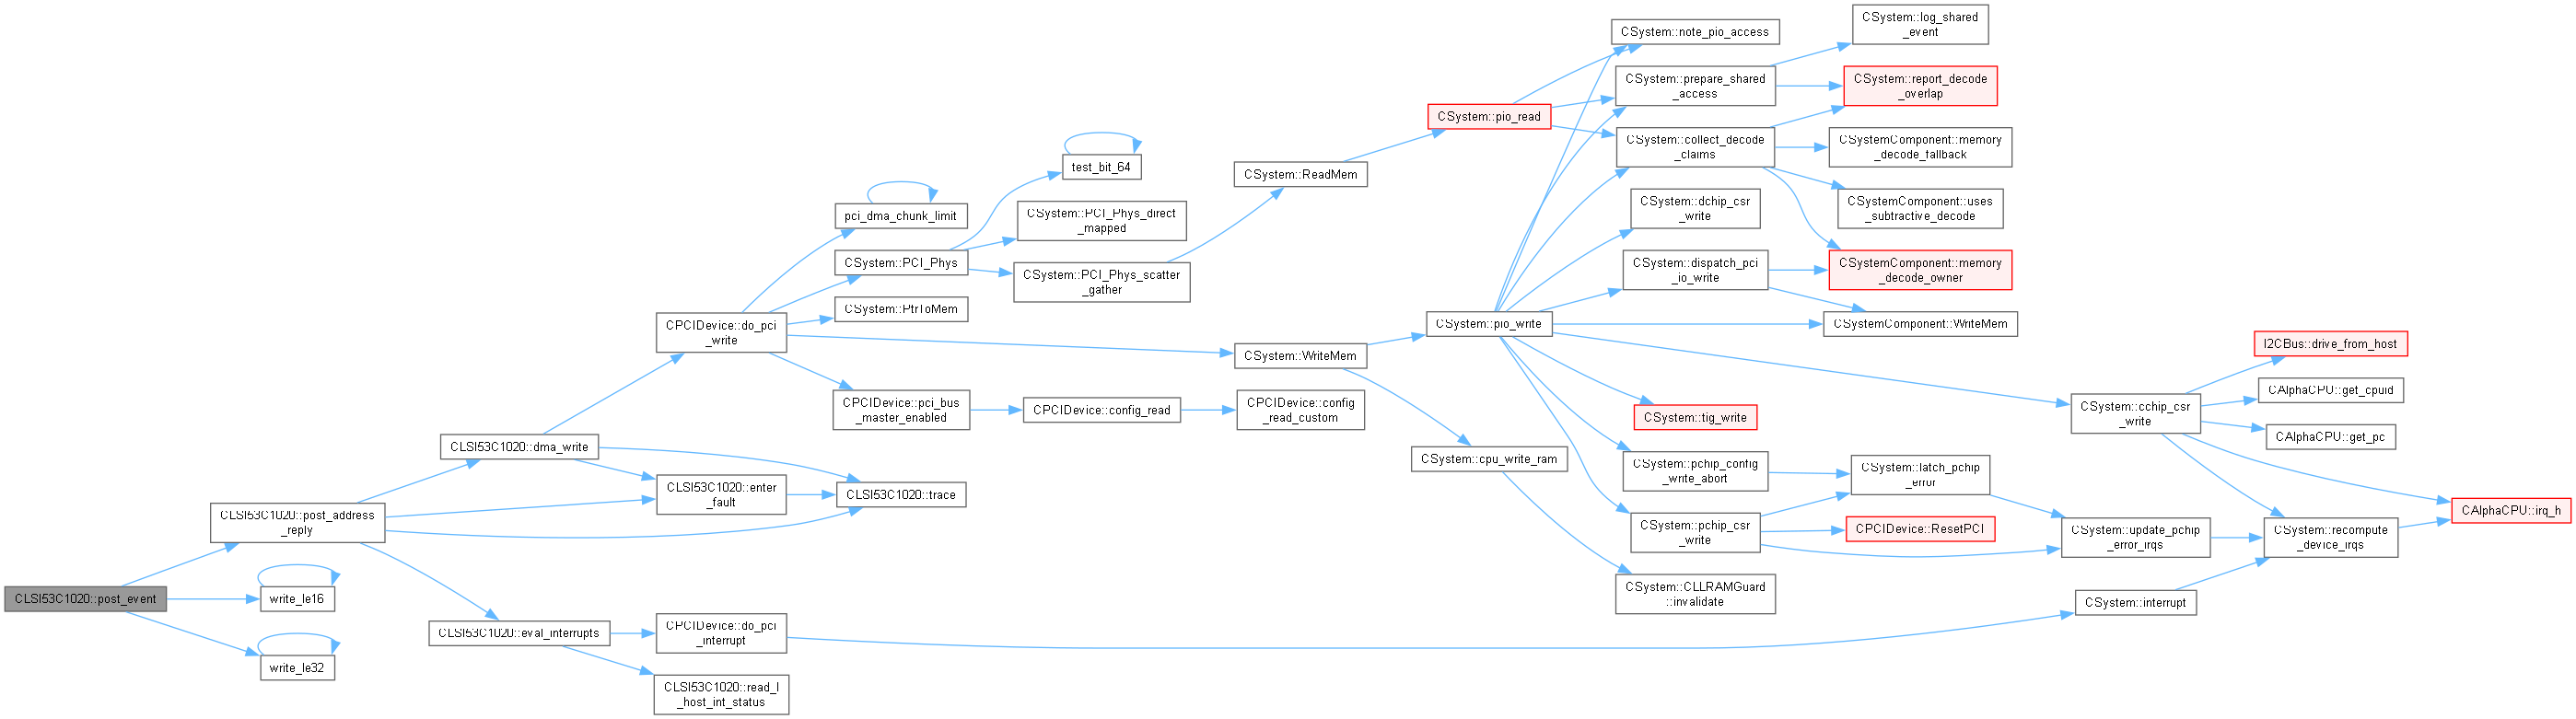 CLSI53C1020::post_event
CLSI53C1020::post_address
_reply
write_le16
write_le32
CLSI53C1020::dma_write
CLSI53C1020::eval_interrupts
CPCIDevice::do_pci
_write
CLSI53C1020::enter
_fault
CPCIDevice::do_pci
_interrupt
CLSI53C1020::read_i
_host_int_status
pci_dma_chunk_limit
CSystem::PCI_Phys
CSystem::PtrToMem
CPCIDevice::pci_bus
_master_enabled
CLSI53C1020::trace
test_bit_64
CSystem::PCI_Phys_direct
_mapped
CSystem::PCI_Phys_scatter
_gather
CPCIDevice::config_read
CSystem::ReadMem
CSystem::WriteMem
CPCIDevice::config
_read_custom
CSystem::pio_read
CSystem::pio_write
CSystem::cpu_write_ram
CSystem::note_pio_access
CSystem::prepare_shared
_access
CSystem::collect_decode
_claims
CSystem::dchip_csr
_write
CSystem::dispatch_pci
_io_write
CSystem::tig_write
CSystem::pchip_config
_write_abort
CSystem::pchip_csr
_write
CSystem::CLLRAMGuard
::invalidate
CSystem::log_shared
_event
CSystem::report_decode
_overlap
CSystemComponent::memory
_decode_fallback
CSystemComponent::uses
_subtractive_decode
CSystemComponent::memory
_decode_owner
CSystemComponent::WriteMem
CSystem::latch_pchip
_error
CPCIDevice::ResetPCI
CSystem::cchip_csr
_write
CSystem::update_pchip
_error_irqs
CSystem::interrupt
I2CBus::drive_from_host
CAlphaCPU::get_cpuid
CAlphaCPU::get_pc
CSystem::recompute
_device_irqs
CAlphaCPU::irq_h